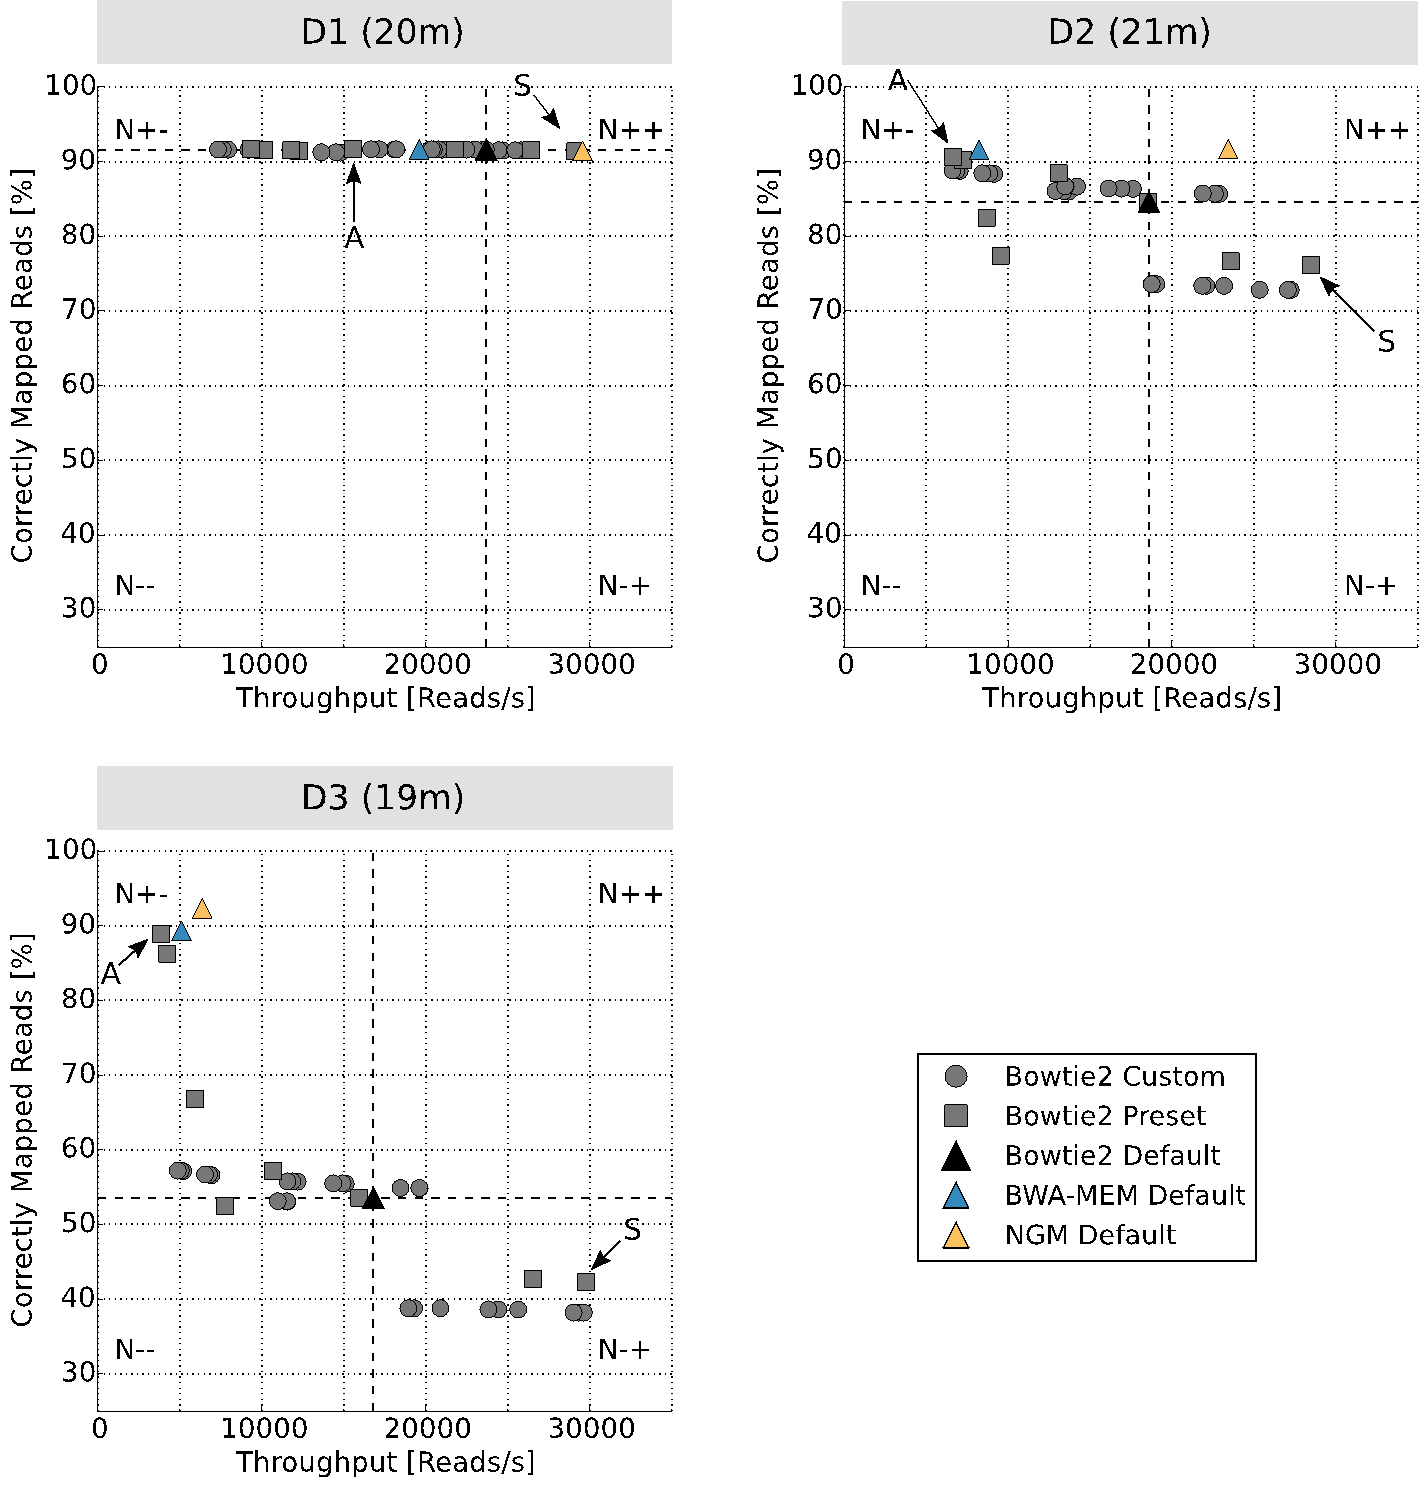 D1 (20m)
D2 (21m)
100
90
80
70
60
50
40
30
Correctly Mapped Reads [%]
N+-
N++
N--
N-+
S
A
0
10000
20000
30000
Throughput [Reads/s]
100
90
80
70
60
50
40
30
Correctly Mapped Reads [%]
A
N+-
N++
S
N--
N-+
0
10000
20000
30000
Throughput [Reads/s]
D3 (19m)
100
90
80
70
60
50
40
30
Correctly Mapped Reads [%]
N+-
N++
A
S
N--
N-+
0
10000
20000
30000
Throughput [Reads/s]
Bowtie2 Custom
Bowtie2 Preset
Bowtie2 Default
BWA-MEM Default
NGM Default